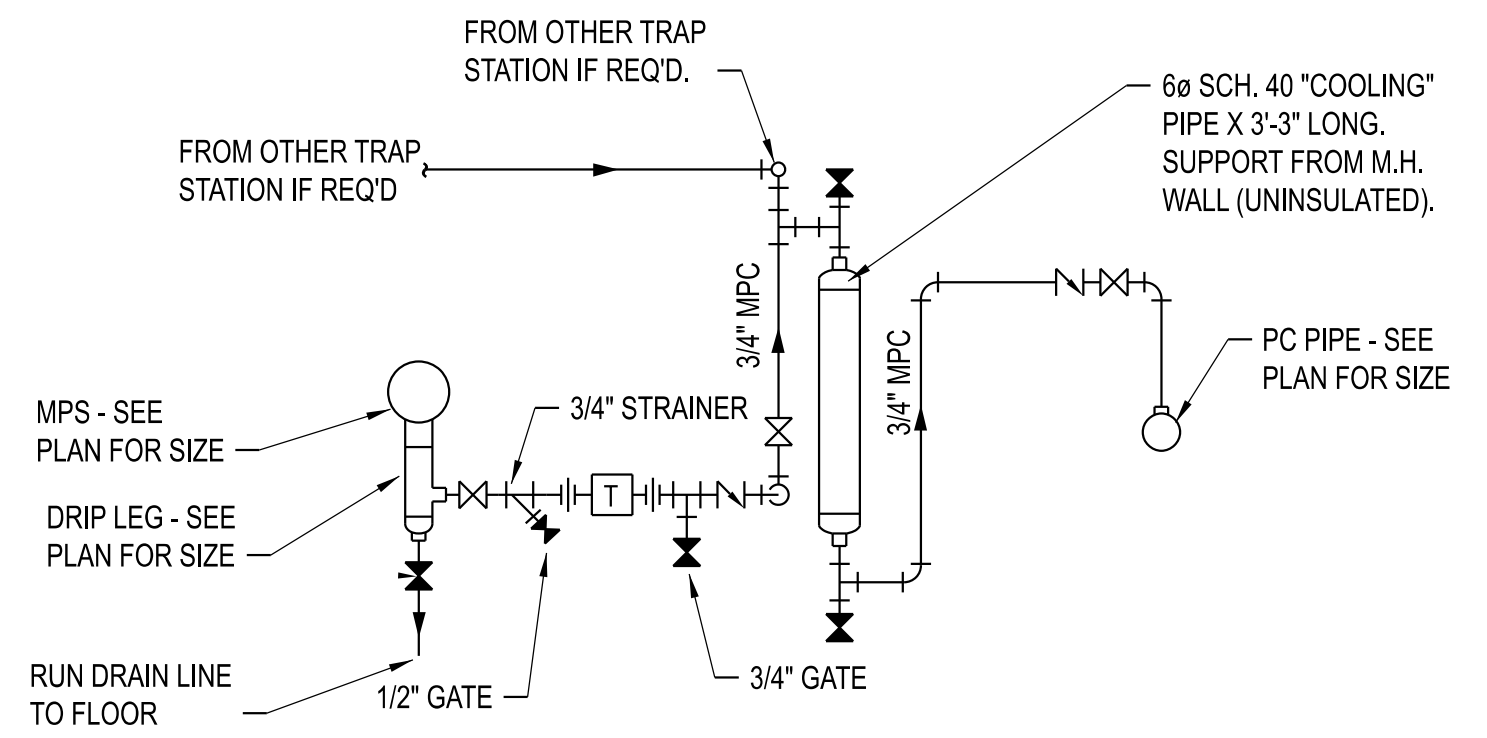 FROM OTHER TRAP
STATION IF REQ'D.
6ø SCH. 40 "COOLING"
PIPE X 3'-3" LONG.
SUPPORT FROM M.H.
WALL (UNINSULATED).
FROM OTHER TRAP
STATION IF REQ'D
3/4" MPC
3/4" MPC
PC PIPE - SEE
PLAN FOR SIZE
MPS - SEE
PLAN FOR SIZE
3/4" STRAINER
T
DRIP LEG - SEE
PLAN FOR SIZE
RUN DRAIN LINE
TO FLOOR
1/2" GATE
3/4" GATE